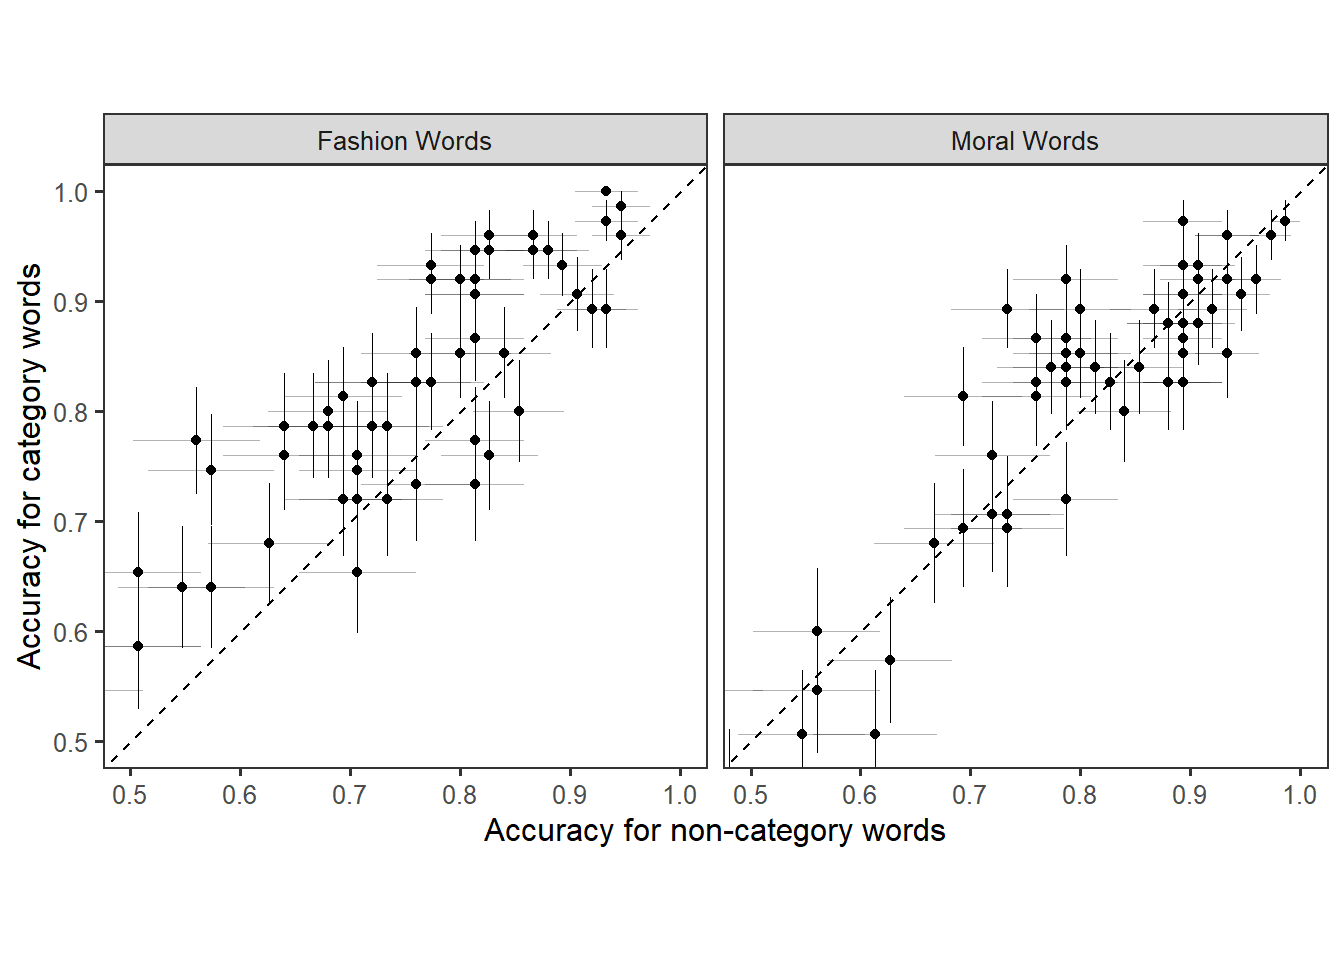 Fashion Words
Moral Words
Accuracy for category words
1.0
0.9
0.8
0.7
0.6
0.5
0.5 0.6 0.7 0.8 0.9 1.0
0.5 0.6 0.7 0.8 0.9 1.0
Accuracy for non-category words